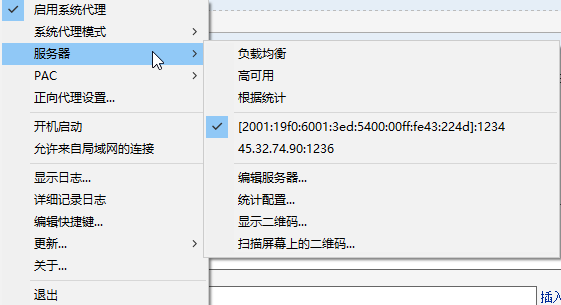 启用系统代理
系统代理模式
服务器
PAC
正向代理设置...
开机启动
允许来自局域网的连接
显示日志...
详细记录日志
编辑快捷键...
更新...
关于...
退出
负载均衡
高可用
根据统计
[2001:19f0:6001:3ed:5400:00ff:fe43:224d]:1234
45.32.74.90:1236
编辑服务器...
统计配置...
显示二维码...
扫描屏幕上的二维码...
插入